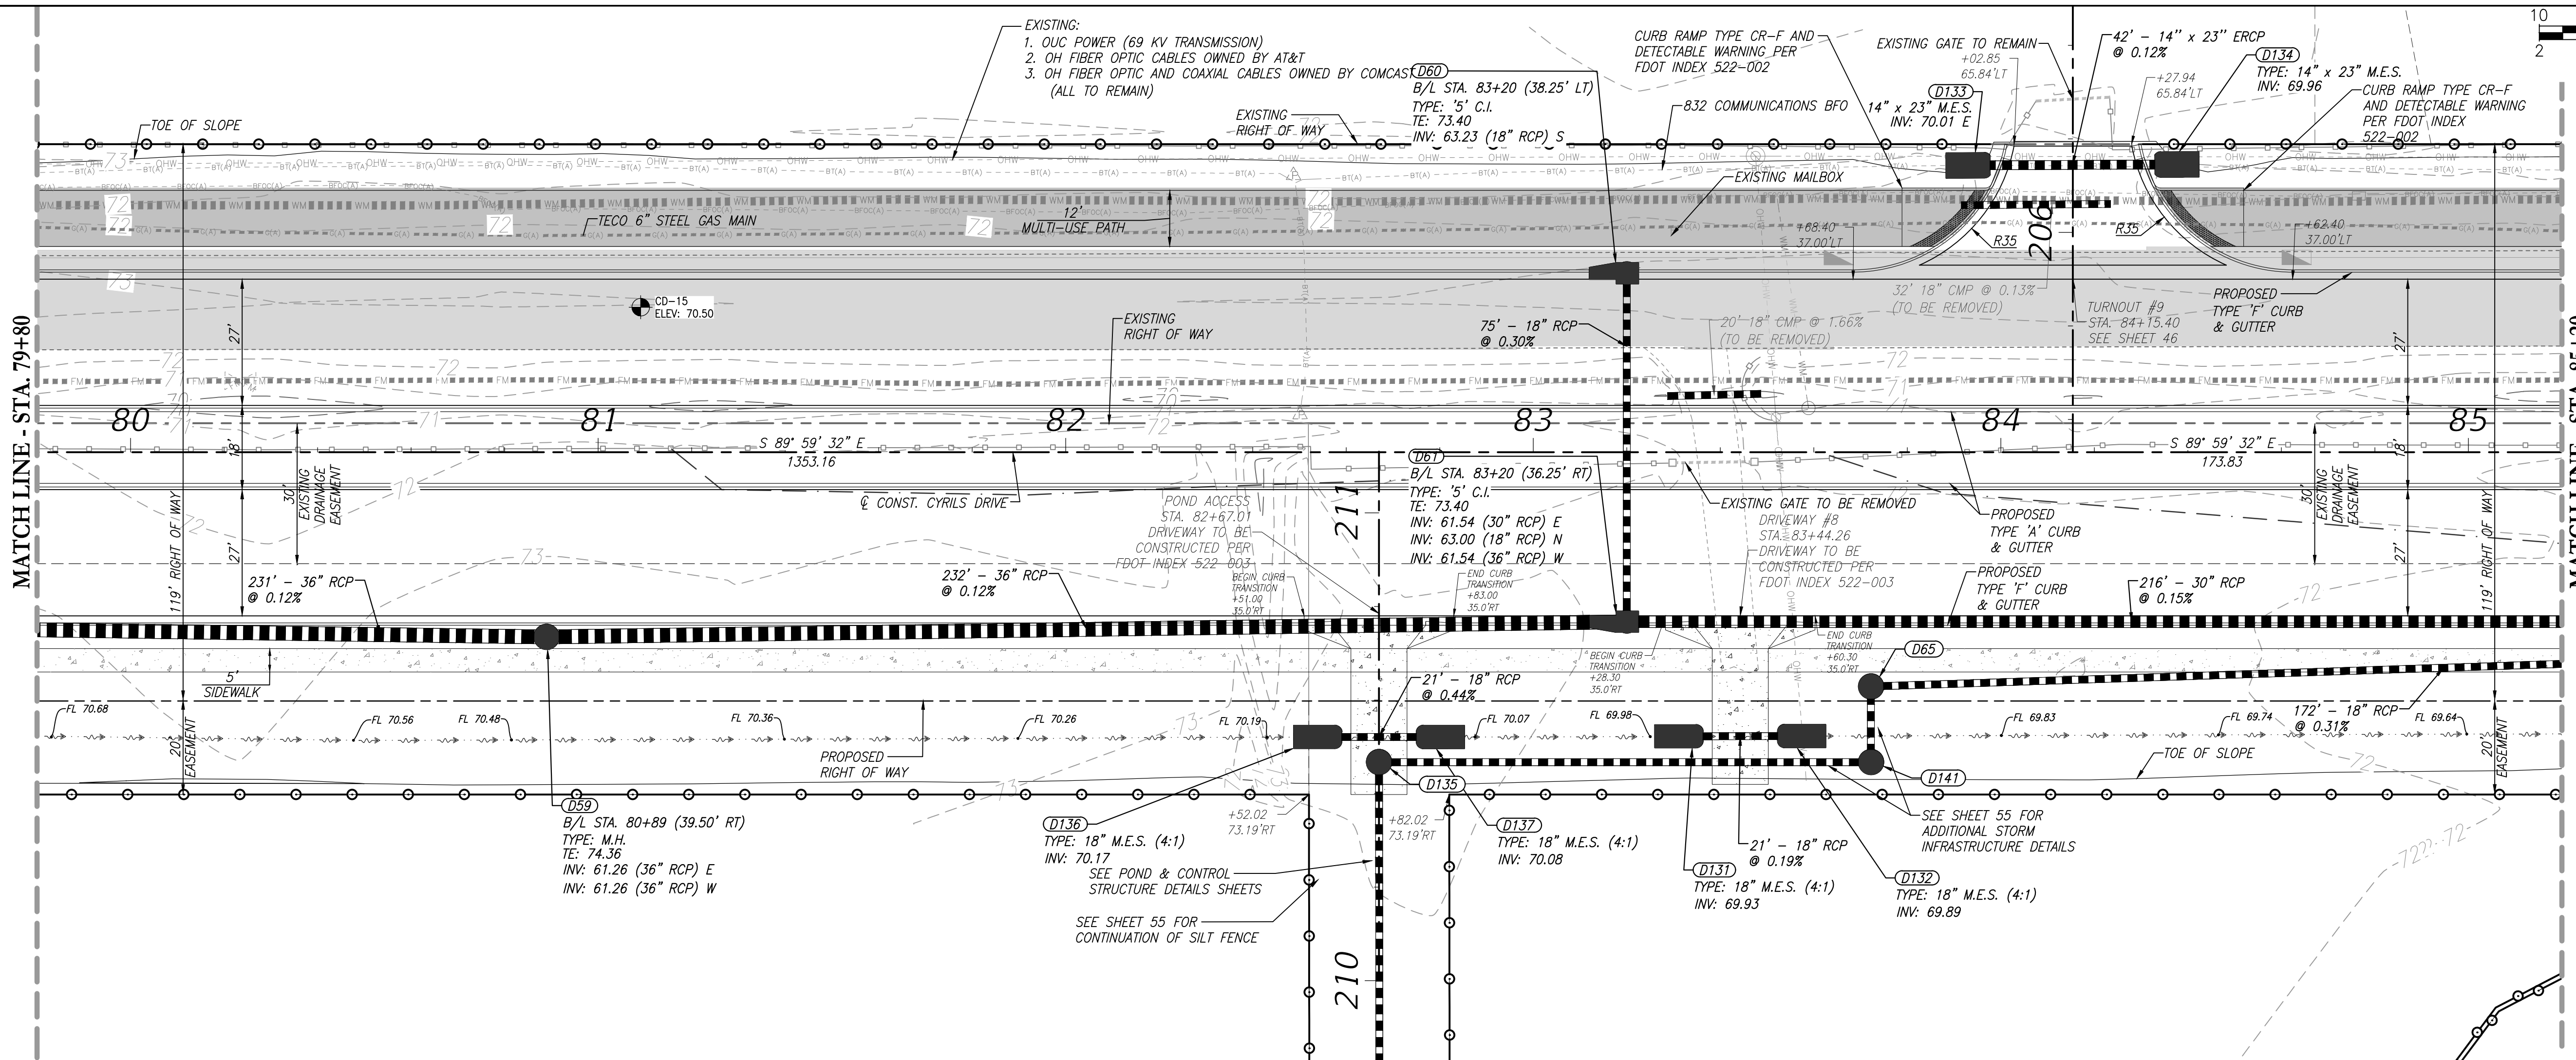 MATCH LINE - STA. 79+80
TOE OF SLOPE
EXISTING:
1. OUC POWER (69 KV TRANSMISSION)
2. OH FIBER OPTIC CABLES OWNED BY AT&T
3. OH FIBER OPTIC AND COAXIAL CABLES OWNED BY COMCAST
(ALL TO REMAIN)
EXISTING
RIGHT OF WAY
D60
B/L STA. 83+20 (38.25' LT)
TYPE: '5' C.I.
TE: 73.40
INV: 63.23 (18" RCP) S
CURB RAMP TYPE CR-F AND
DETECTABLE WARNING PER
FDOT INDEX 522-002
832 COMMUNICATIONS BFO
EXISTING MAILBOX
EXISTING GATE TO REMAIN
+02.85
65.84'LT
D133
14" x 23" M.E.S.
INV: 70.01 E
42' - 14" x 23" ERCP
@ 0.12%
D134
TYPE: 14" x 23" M.E.S.
INV: 69.96
+27.94
65.84'LT
CURB RAMP TYPE CR-F
AND DETECTABLE WARNING
PER FDOT INDEX
522-002
10
2
TECO 6" STEEL GAS MAIN
12'
MULTI-USE PATH
+68.40
37.00'LT
R35
206
R35
+62.40
37.00'LT
CD-15
ELEV: 70.50
27'
EXISTING
RIGHT OF WAY
75' - 18" RCP
@ 0.30%
20' 18" CMP @ 1.66%
(TO BE REMOVED)
32' 18" CMP @ 0.13%
(TO BE REMOVED)
TURNOUT #9
STA. 84+15.40
SEE SHEET 46
PROPOSED
TYPE 'F' CURB
& GUTTER
27'
80
81
82
83
84
85
S 89° 59' 32" E
1353.16
S 89° 59' 32" E
173.83
18'
18'
30'
EXISTING
DRAINAGE
EASEMENT
℄ CONST. CYRILS DRIVE
POND ACCESS
STA. 82+67.01
DRIVEWAY TO BE
CONSTRUCTED PER
FDOT INDEX 522-003
211
D61
B/L STA. 83+20 (36.25' RT)
TYPE: '5' C.I.
TE: 73.40
INV: 61.54 (30" RCP) E
INV: 63.00 (18" RCP) N
INV: 61.54 (36" RCP) W
EXISTING GATE TO BE REMOVED
DRIVEWAY #8
STA. 83+44.26
DRIVEWAY TO BE
CONSTRUCTED PER
FDOT INDEX 522-003
PROPOSED
TYPE 'A' CURB
& GUTTER
PROPOSED
TYPE 'F' CURB
& GUTTER
30'
EXISTING
DRAINAGE
EASEMENT
27'
27'
119' RIGHT OF WAY
119' RIGHT OF WAY
231' - 36" RCP
@ 0.12%
232' - 36" RCP
@ 0.12%
216' - 30" RCP
@ 0.15%
BEGIN CURB
TRANSITION
+51.00
35.0'RT
END CURB
TRANSITION
+83.00
35.0'RT
BEGIN CURB
TRANSITION
+28.30
35.0'RT
END CURB
TRANSITION
+60.30
35.0'RT
D65
5'
SIDEWALK
21' - 18" RCP
@ 0.44%
172' - 18" RCP
@ 0.31%
FL 70.68
FL 70.56
FL 70.48
FL 70.36
FL 70.26
FL 70.19
FL 70.07
FL 69.98
FL 69.83
FL 69.74
FL 69.64
20'
EASEMENT
20'
EASEMENT
PROPOSED
RIGHT OF WAY
TOE OF SLOPE
D135
D141
D59
B/L STA. 80+89 (39.50' RT)
TYPE: M.H.
TE: 74.36
INV: 61.26 (36" RCP) E
INV: 61.26 (36" RCP) W
D136
TYPE: 18" M.E.S. (4:1)
INV: 70.17
+52.02
73.19'RT
+82.02
73.19'RT
D137
TYPE: 18" M.E.S. (4:1)
INV: 70.08
SEE POND & CONTROL
STRUCTURE DETAILS SHEETS
SEE SHEET 55 FOR
CONTINUATION OF SILT FENCE
D131
TYPE: 18" M.E.S. (4:1)
INV: 69.93
21' - 18" RCP
@ 0.19%
D132
TYPE: 18" M.E.S. (4:1)
INV: 69.89
SEE SHEET 55 FOR
ADDITIONAL STORM
INFRASTRUCTURE DETAILS
210